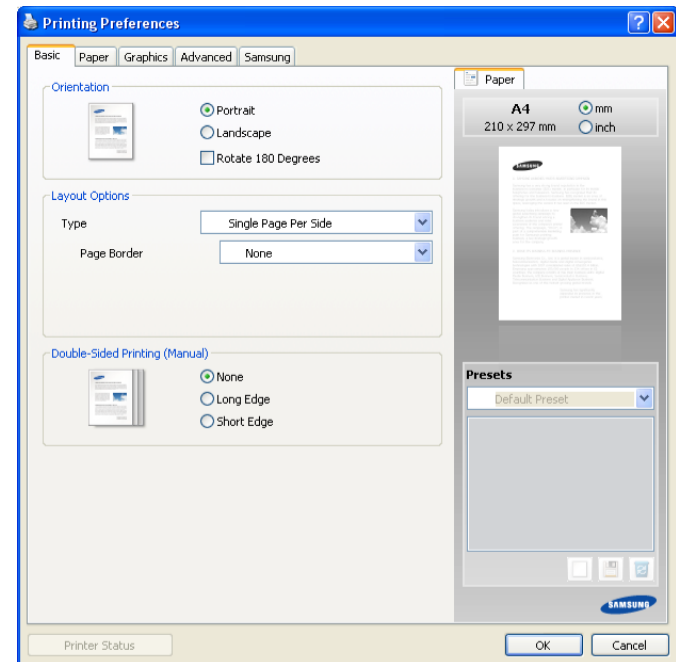 Printing Preferences
Basic Paper Graphics Advanced Samsung
Orientation
Portrait
Landscape
Rotate 180 Degrees
Layout Options
Type Single Page Per Side
Page Border None
Double-Sided Printing (Manual)
None
Long Edge
Short Edge
Paper
A4
210 x 297 mm
mm
inch
SAMSUNG
Presets
Default Preset
SAMSUNG
Printer Status
OK Cancel